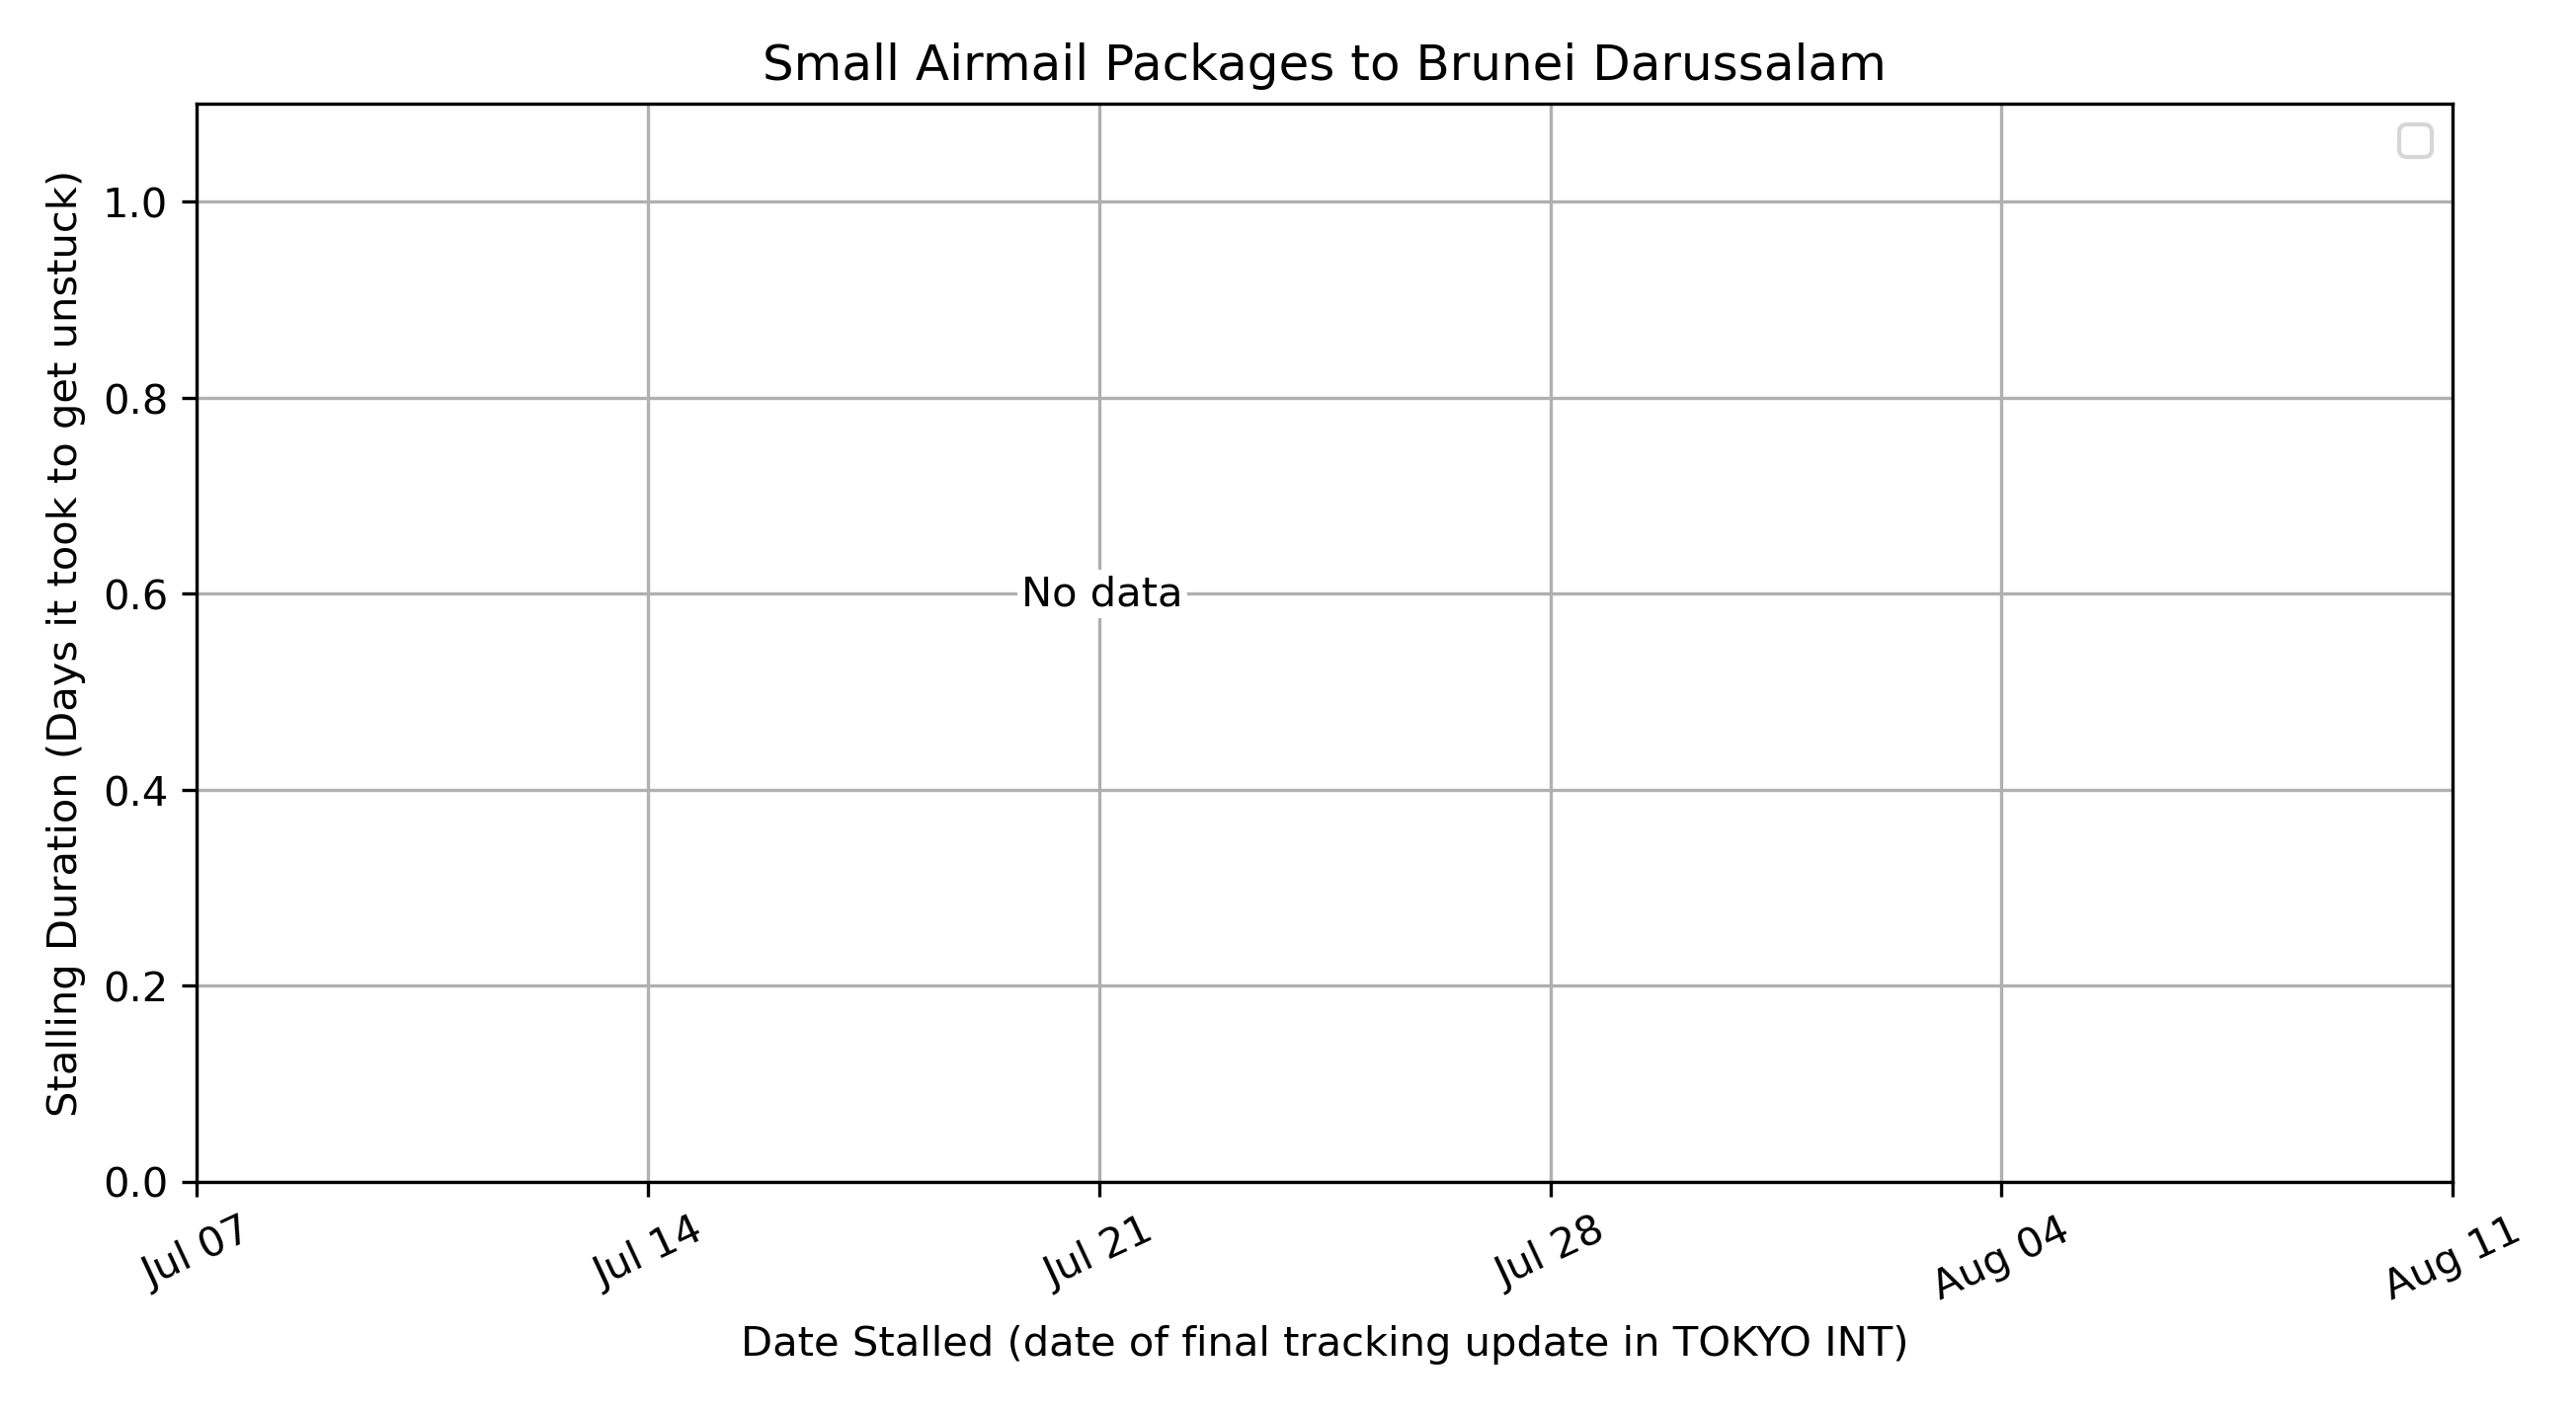 Small Airmail Packages to Brunei Darussalam
Stalling Duration (Days it took to get unstuck)
1.0
0.8
0.6
0.4
0.2
0.0
No data
Jul 07
Jul 14
Jul 21
Jul 28
Aug 04
Aug 11
Date Stalled (date of final tracking update in TOKYO INT)